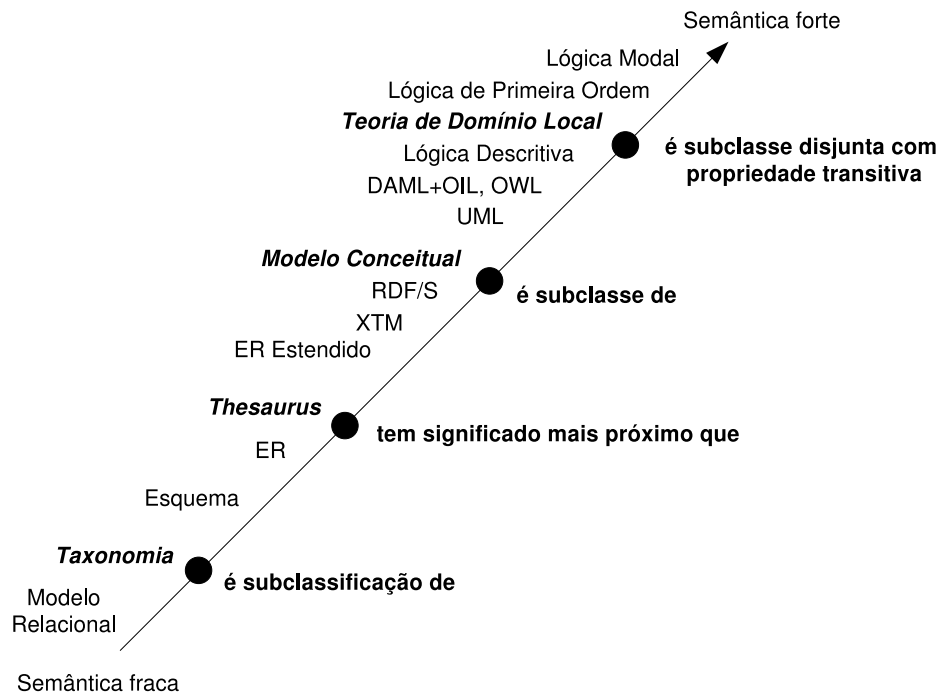 Semântica forte
Lógica Modal
Lógica de Primeira Ordem
Teoria de Domínio Local
é subclasse disjunta com
propriedade transitiva
Lógica Descritiva
DAML+OIL, OWL
UML
Modelo Conceitual
é subclasse de
RDF/S
XTM
ER Estendido
Thesaurus
tem significado mais próximo que
ER
Esquema
Taxonomia
é subclassificação de
Modelo
Relacional
Semântica fraca